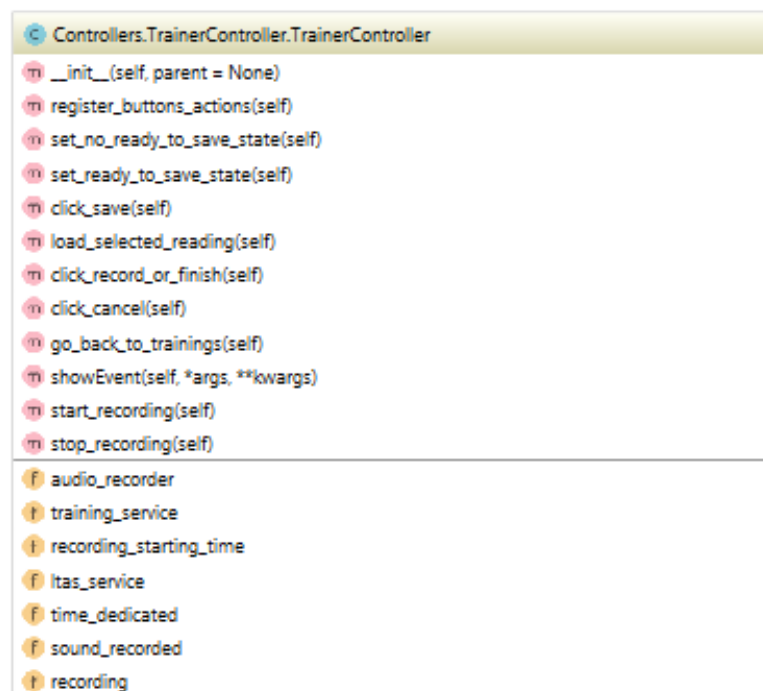 C Controllers.TrainerController.TrainerController
m __init__(self, parent = None)
m register_buttons_actions(self)
m set_no_ready_to_save_state(self)
m set_ready_to_save_state(self)
m click_save(self)
m load_selected_reading(self)
m click_record_or_finish(self)
m click_cancel(self)
m go_back_to_trainings(self)
m showEvent(self, *args, **kwargs)
m start_recording(self)
m stop_recording(self)
f audio_recorder
f training_service
f recording_starting_time
f ltas_service
f time_dedicated
f sound_recorded
f recording